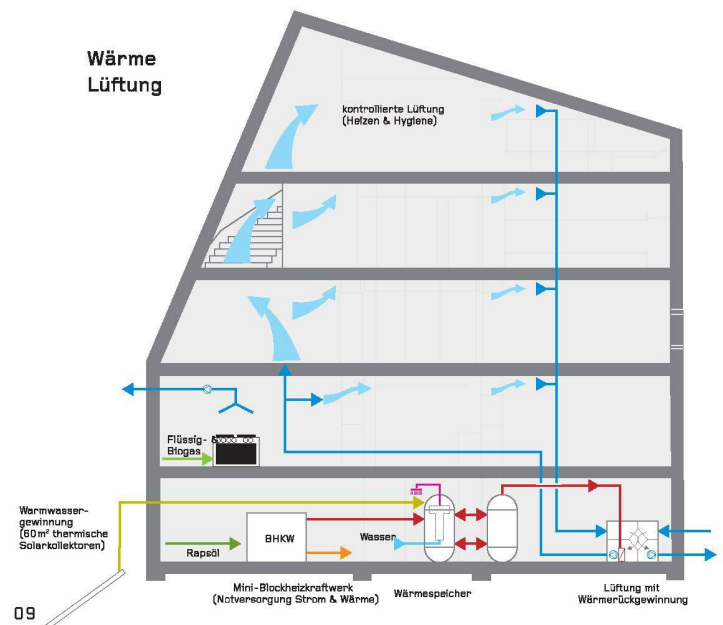 Wärme
Lüftung
kontrollierte Lüftung
(Heizen & Hygiene)
Flüssig-
Biogas
Warmwasser-
gewinnung
(60m² thermische
Solarkollektoren)
Rapsöl
BHKW
Wasser
Mini-Blockheizkraftwerk
(Notversorgung Strom & Wärme)
Wärmespeicher
Lüftung mit
Wärmerückgewinnung
09